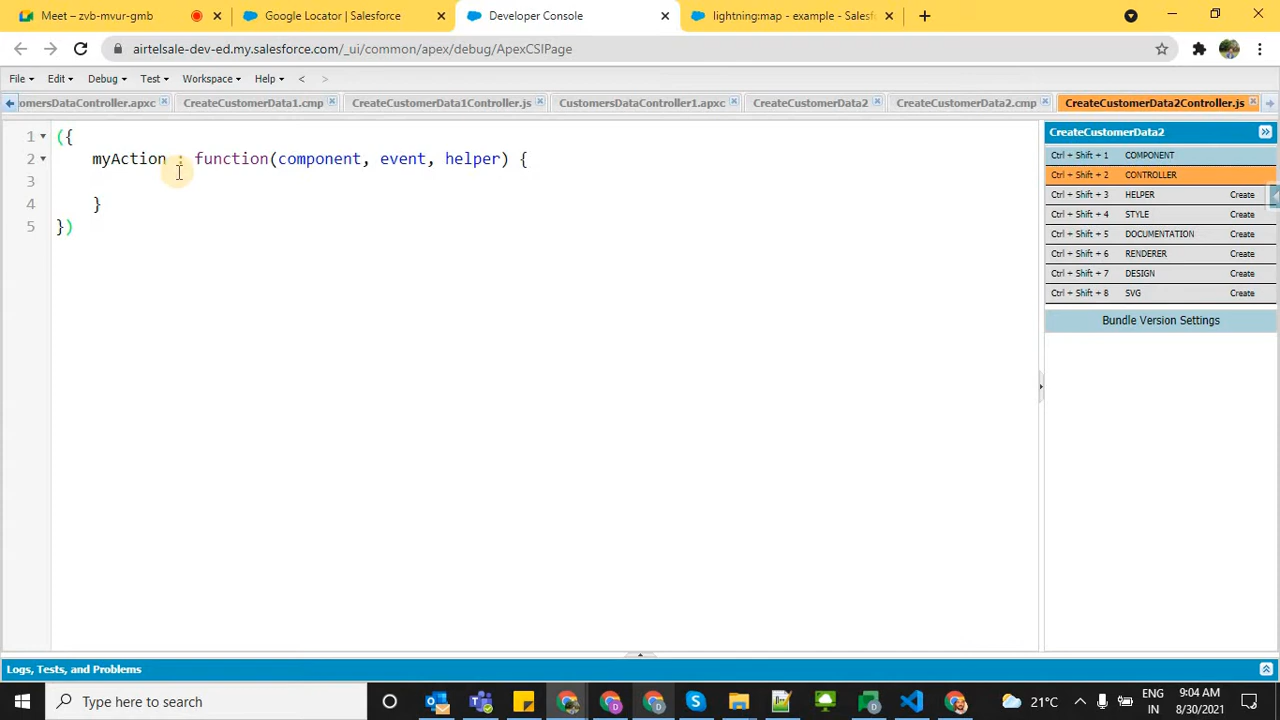 Meet – zvb-mvur-gmb
Google Locator | Salesforce
Developer Console
lightning:map - example - Salesf
airtelsale-dev-ed.my.salesforce.com/_ui/common/apex/debug/ApexCSIPage
File Edit Debug Test Workspace Help < >
omersDataController.apxc CreateCustomerData1.cmp CreateCustomerData1Controller.js CustomersDataController1.apxc CreateCustomerData2 CreateCustomerData2.cmp CreateCustomerData2Controller.js
1 ({
2 myAction : function(component, event, helper) {
3
4 }
5 })
CreateCustomerData2
Ctrl + Shift + 1 COMPONENT
Ctrl + Shift + 2 CONTROLLER
Ctrl + Shift + 3 HELPER Create
Ctrl + Shift + 4 STYLE Create
Ctrl + Shift + 5 DOCUMENTATION Create
Ctrl + Shift + 6 RENDERER Create
Ctrl + Shift + 7 DESIGN Create
Ctrl + Shift + 8 SVG Create
Bundle Version Settings
Logs, Tests, and Problems
Type here to search
21°C
ENG
IN
9:04 AM
8/30/2021